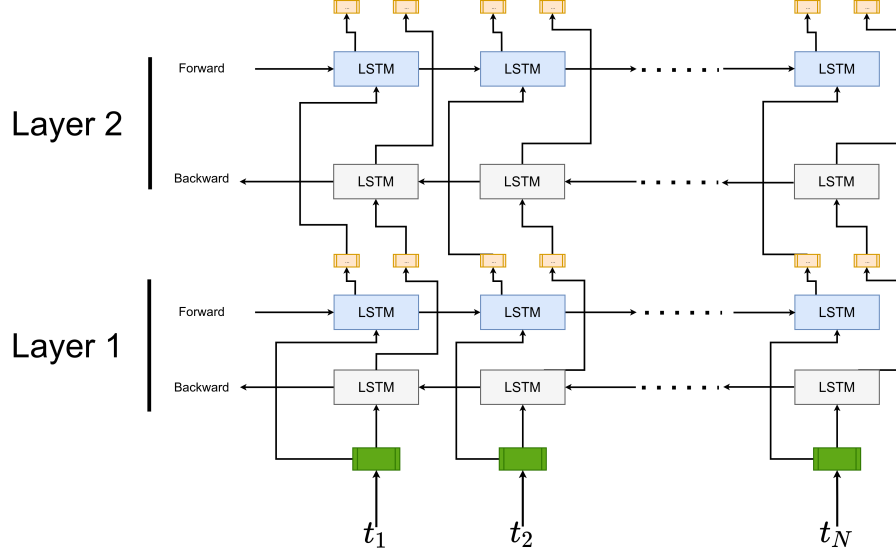 ... ... ... ... ... ...
Forward LSTM LSTM LSTM
Layer 2
Backward LSTM LSTM LSTM
... ... ... ... ... ...
Forward LSTM LSTM LSTM
Layer 1
Backward LSTM LSTM LSTM
t₁ t₂ t_N